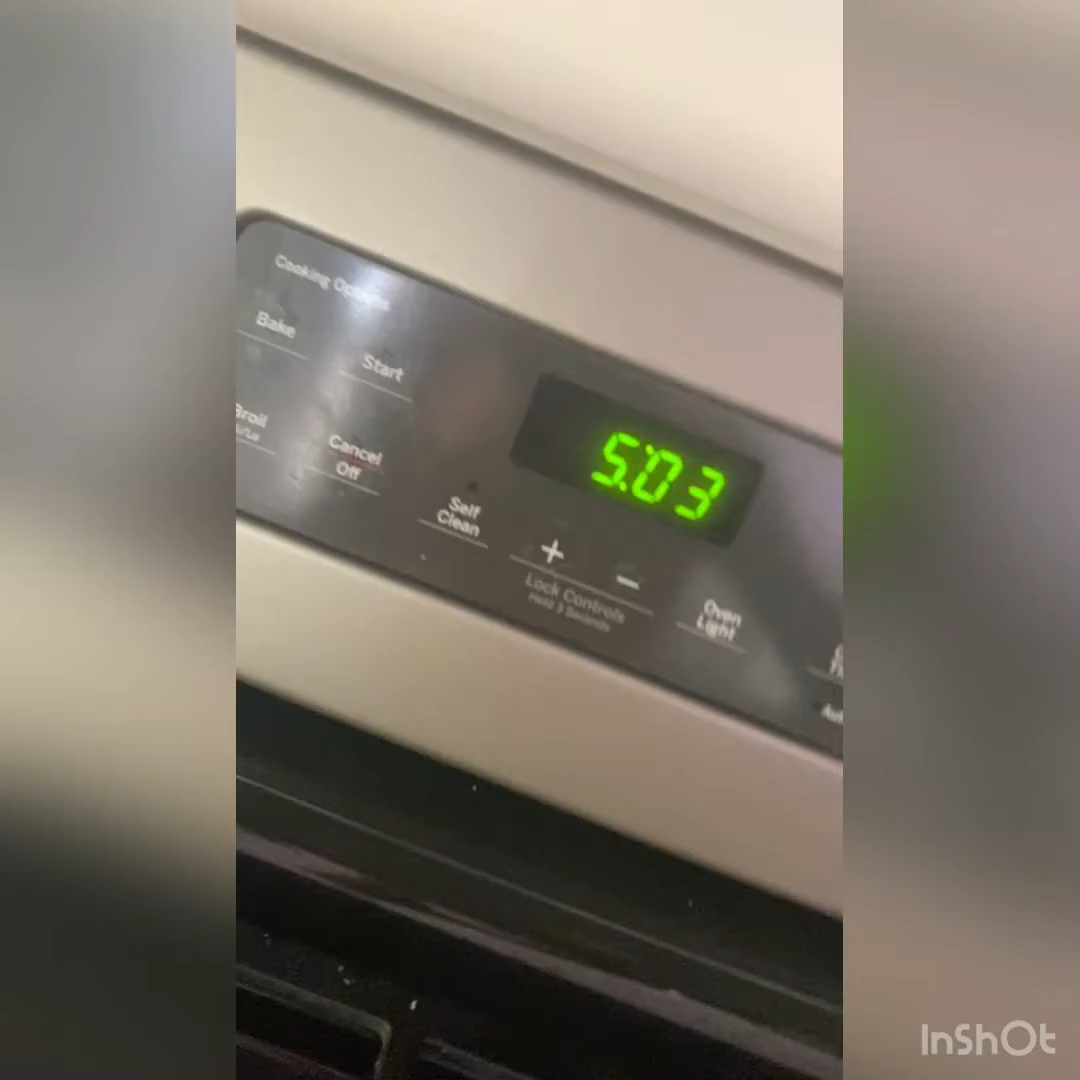 Cooking Options
Bake
Start
5:03
Broil
Cancel
Off
Self
Clean
+
-
Lock Controls
Hold 3 Seconds
Oven
Light
InShOt